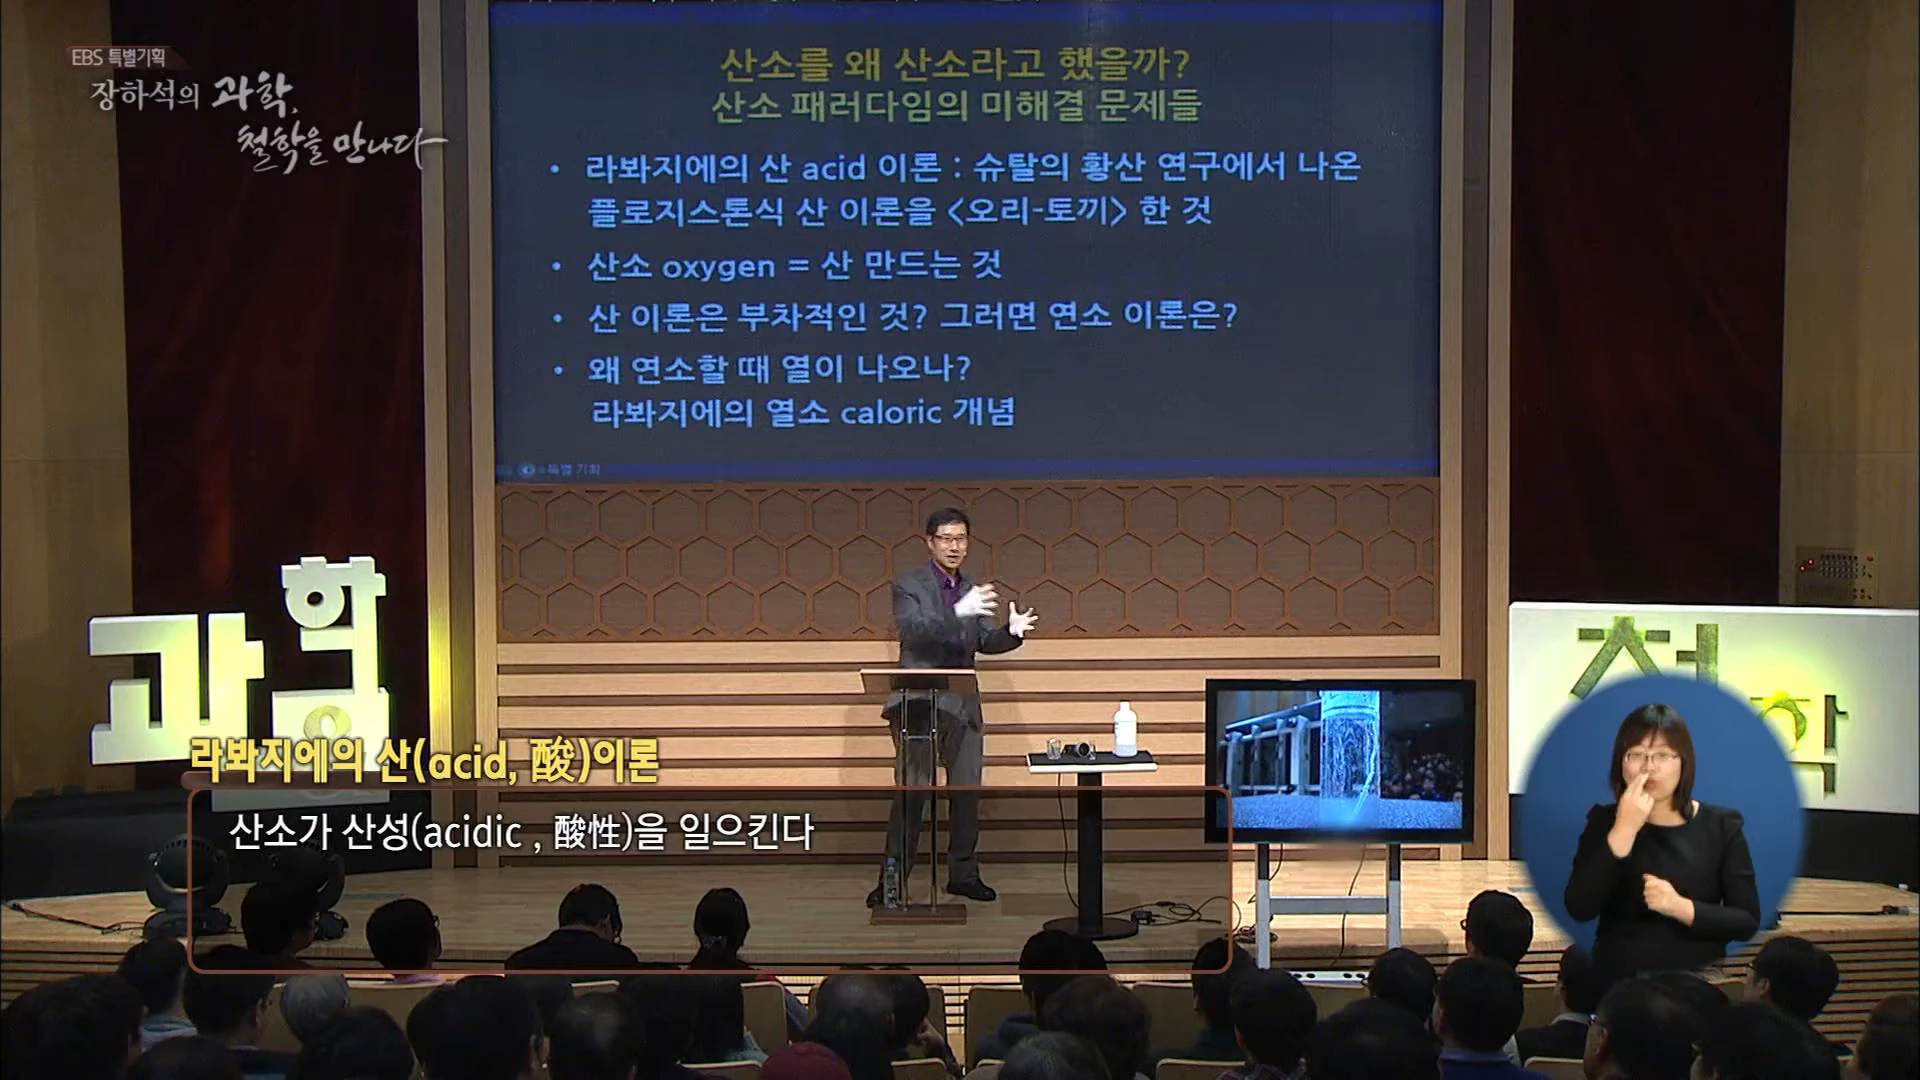 EBS 특별기획
장하석의 과학,
철학을 만나다
산소를 왜 산소라고 했을까?
산소 패러다임의 미해결 문제들
• 라봐지에의 산 acid 이론 : 슈탈의 황산 연구에서 나온
플로지스톤식 산 이론을 <오리-토끼> 한 것
• 산소 oxygen = 산 만드는 것
• 산 이론은 부차적인 것? 그러면 연소 이론은?
• 왜 연소할 때 열이 나오나?
라봐지에의 열소 caloric 개념
특별 기획
과학
철학
라봐지에의 산(acid, 酸)이론
산소가 산성(acidic , 酸性)을 일으킨다